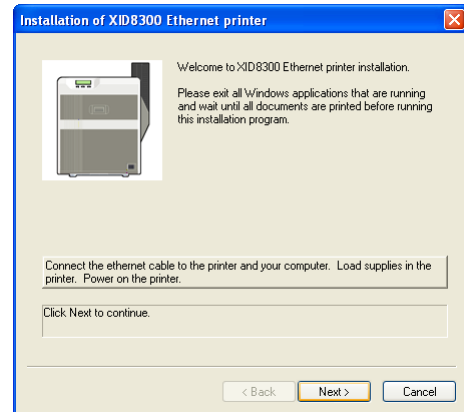 Installation of XID8300 Ethernet printer
Welcome to XID8300 Ethernet printer installation.
Please exit all Windows applications that are running
and wait until all documents are printed before running
this installation program.
Connect the ethernet cable to the printer and your computer.  Load supplies in the
printer.  Power on the printer.
Click Next to continue.
< Back
Next >
Cancel